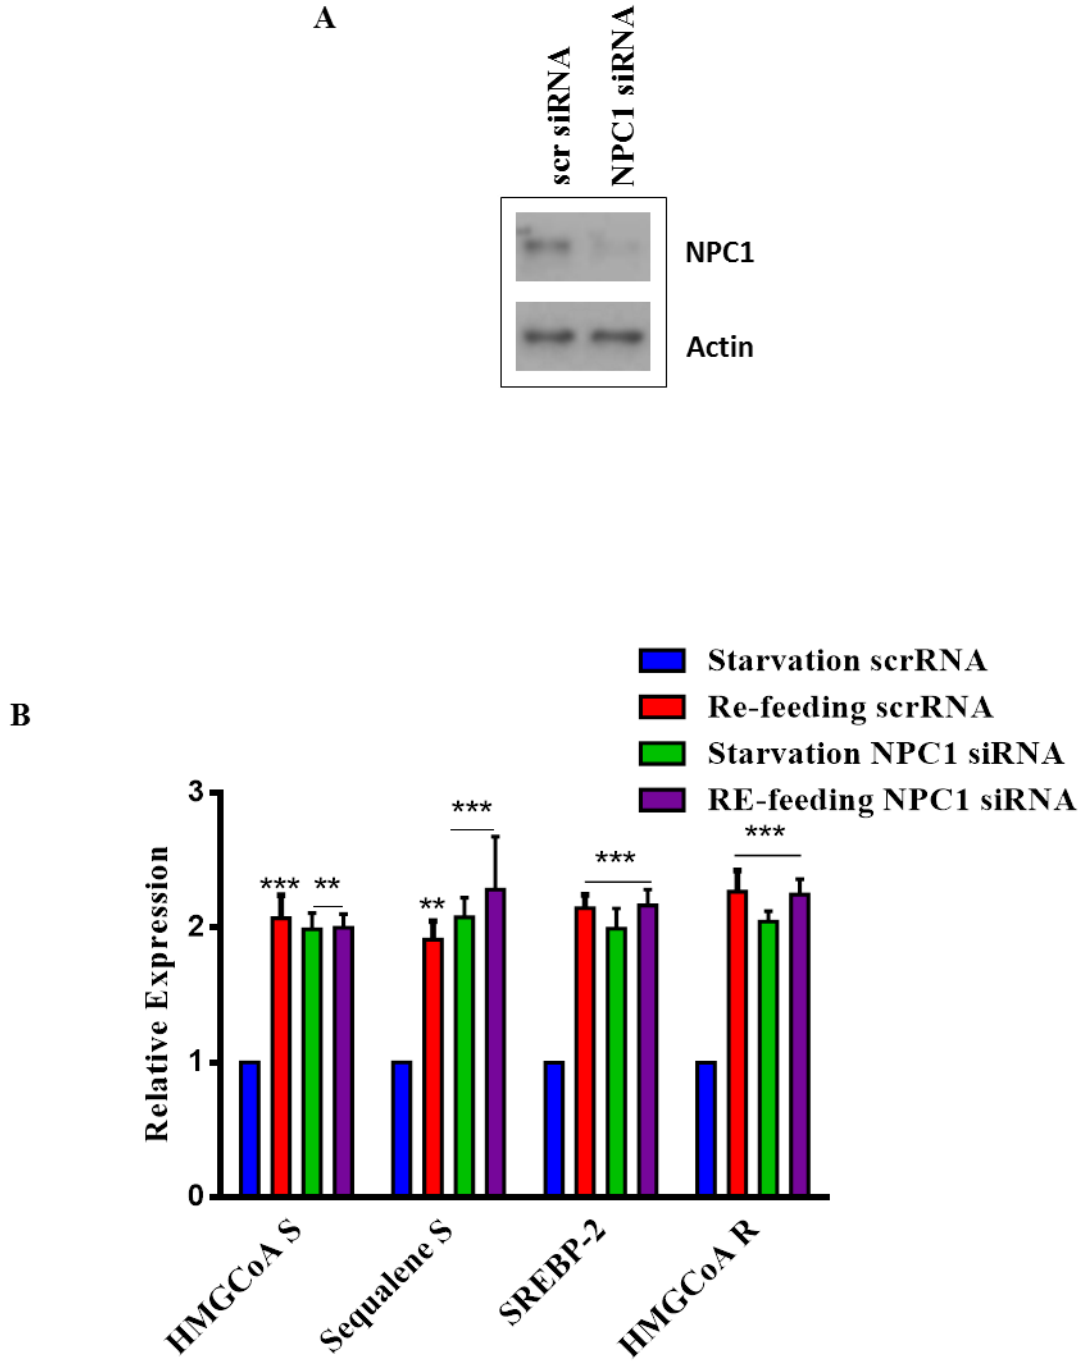 A
scr siRNA
NPC1 siRNA
NPC1
Actin
B
Starvation scrRNA
Re-feeding scrRNA
Starvation NPC1 siRNA
RE-feeding NPC1 siRNA
Relative Expression
3
2
1
0
*** **
** ***
***
***
HMGCoA S
Sequalene S
SREBP-2
HMGCoA R